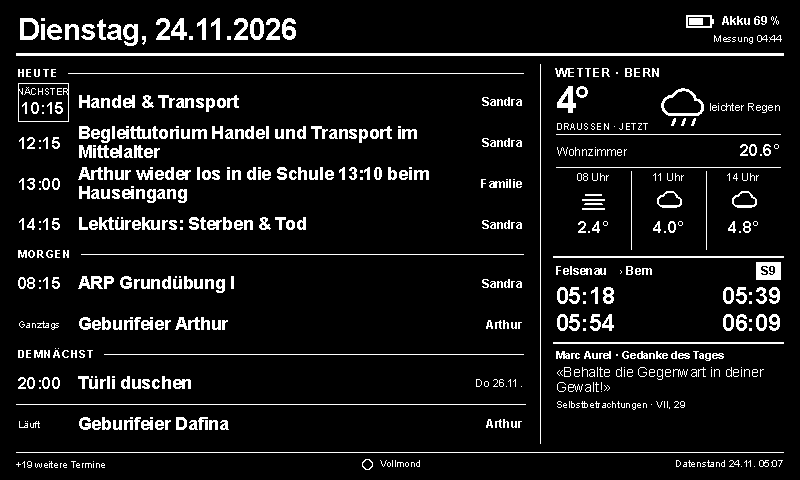 Dienstag, 24.11.2026
Akku 69 %
Messung 04:44
HEUTE
NÄCHSTER
10:15 Handel & Transport Sandra
12:15 Begleittutorium Handel und Transport im
Mittelalter Sandra
13:00 Arthur wieder los in die Schule 13:10 beim
Hauseingang Familie
14:15 Lektürekurs: Sterben & Tod Sandra
MORGEN
08:15 ARP Grundübung I Sandra
Ganztags Geburifeier Arthur Arthur
DEMNÄCHST
20:00 Türli duschen Do 26.11.
Läuft Geburifeier Dafina Arthur
WETTER · BERN
4° leichter Regen
DRAUSSEN · JETZT
Wohnzimmer 20.6°
08 Uhr 11 Uhr 14 Uhr
2.4° 4.0° 4.8°
Felsenau › Bern S9
05:18 05:39
05:54 06:09
Marc Aurel · Gedanke des Tages
«Behalte die Gegenwart in deiner
Gewalt!»
Selbstbetrachtungen · VII, 29
+19 weitere Termine
Vollmond
Datenstand 24.11. 05:07